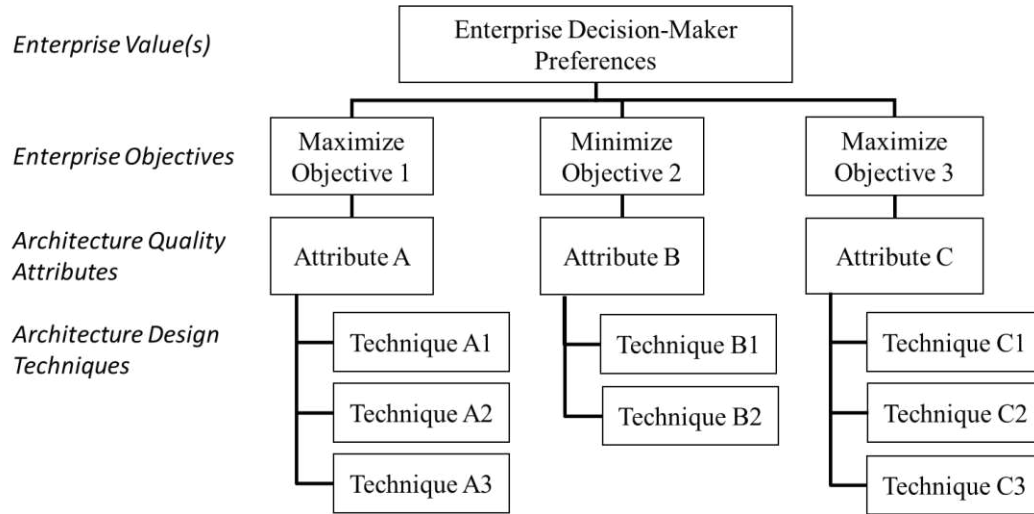 Enterprise Value(s)
Enterprise Decision-Maker
Preferences
Enterprise Objectives
Maximize
Objective 1
Minimize
Objective 2
Maximize
Objective 3
Architecture Quality
Attributes
Attribute A
Attribute B
Attribute C
Architecture Design
Techniques
Technique A1
Technique B1
Technique C1
Technique A2
Technique B2
Technique C2
Technique A3
Technique C3